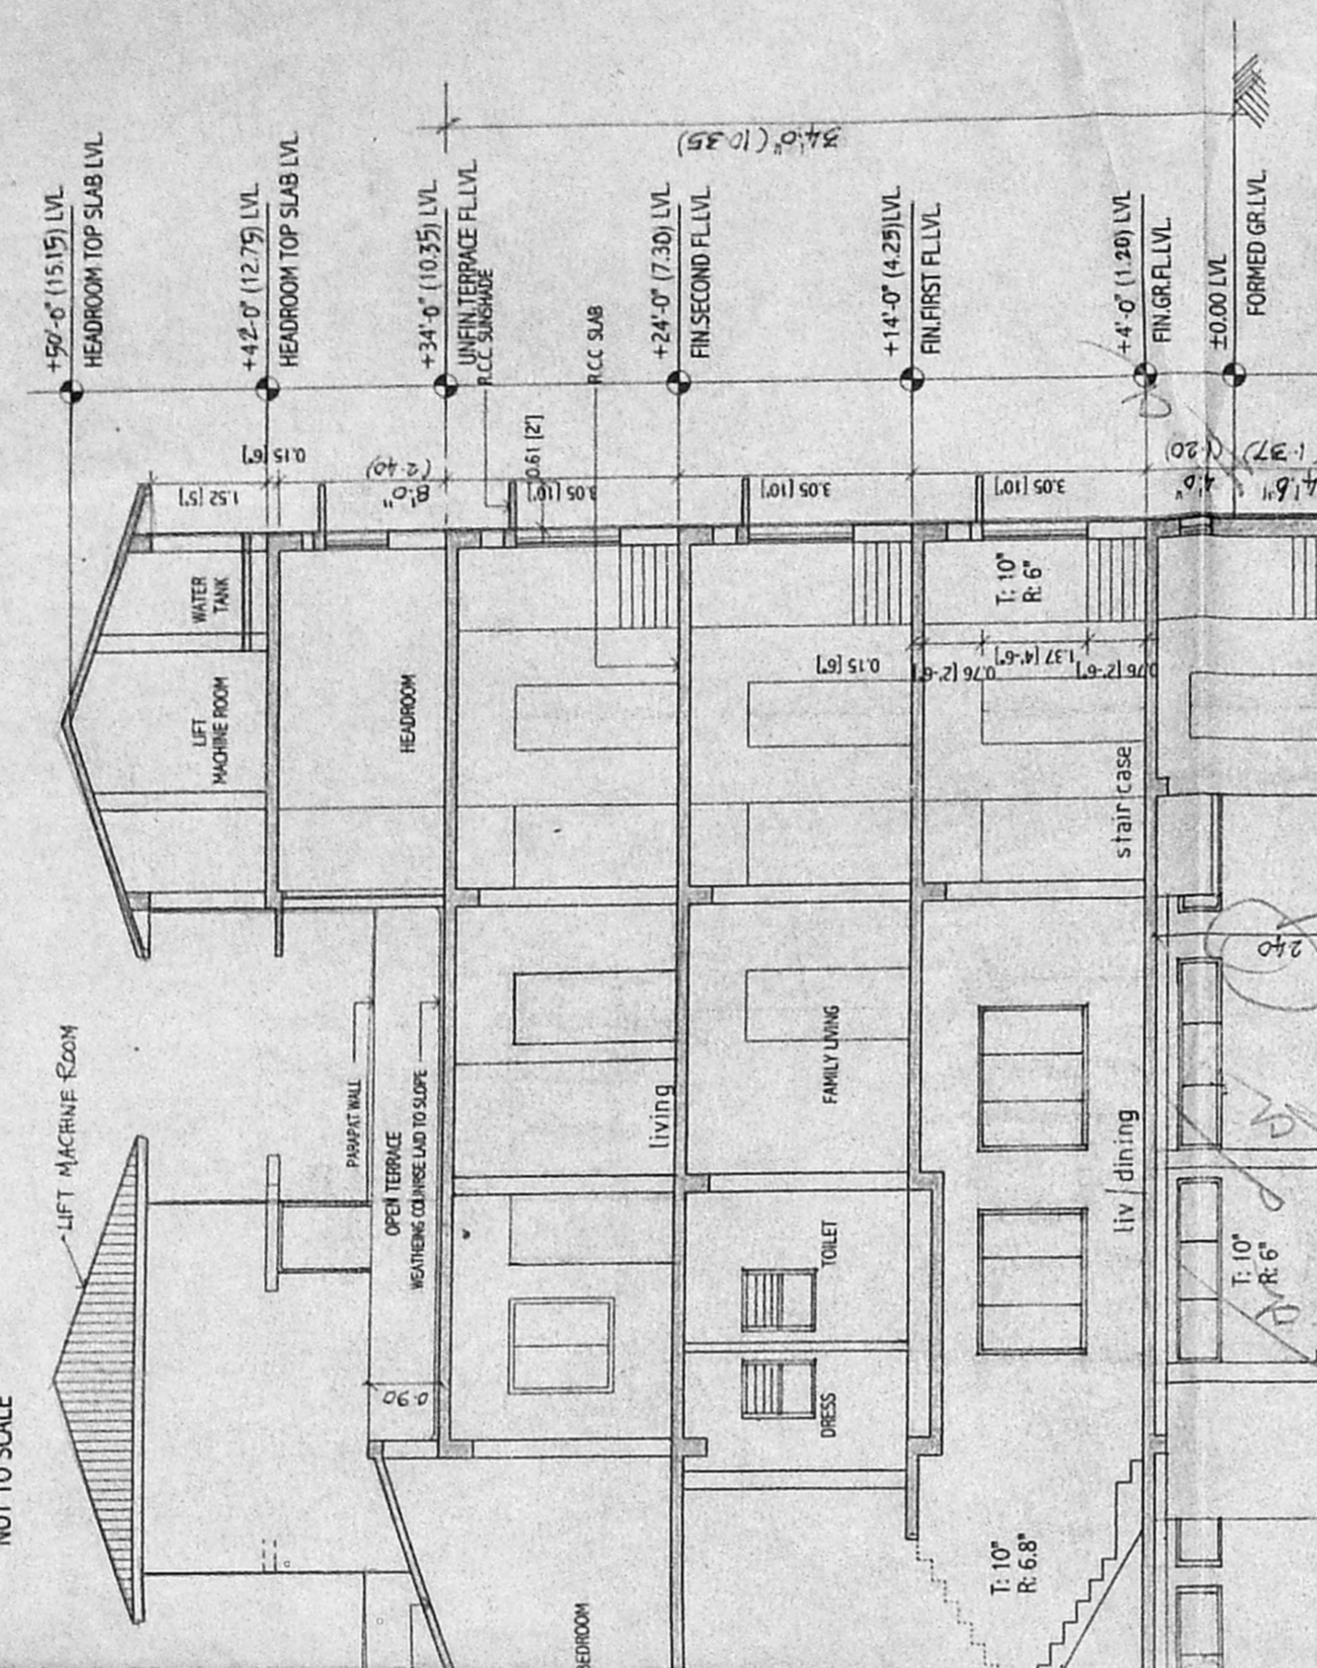 +50'-0" (15.15) LVL.
HEADROOM TOP SLAB LVL.
+42'-0" (12.75) LVL.
HEADROOM TOP SLAB LVL
+34'-0" (10.35) LVL.
UNFIN.TERRACE FL.LVL.
R.C.C. SUNSHADE
R.C.C SLAB
+24'-0" (7.30) LVL.
FIN.SECOND FL.LVL.
+14'-0" (4.25)LVL.
FIN.FIRST FL.LVL.
+4'-0" (1.20) LVL
FIN.GR.FL.LVL.
±0.00 LVL
FORMED GR.LVL.
34'.0" (10.35)
0.15 [6"]
1.52 [5']
(2.40)
8'.0"
0.61 [2']
3.05 [10']
3.05 [10']
3.05 [10']
(1.20)
4'.0"
1.37)
4'.6"
WATER
TANK
LIFT
MACHINE ROOM
HEADROOM
T: 10"
R: 6"
0.15 [6"]
0.76 [2'-6"]
1.37 [4'-6"]
0.76 [2'-6"]
stair case
240
LIFT MACHINE ROOM
PARAPAT WALL
OPEN TERRACE
WEATHEING COUNRSE LAID TO SLOPE
living
FAMILY LIVING
liv / dining
TOILET
DRESS
0.90
T: 10"
R: 6"
T: 10"
R: 6.8"
BEDROOM
NOT TO SCALE